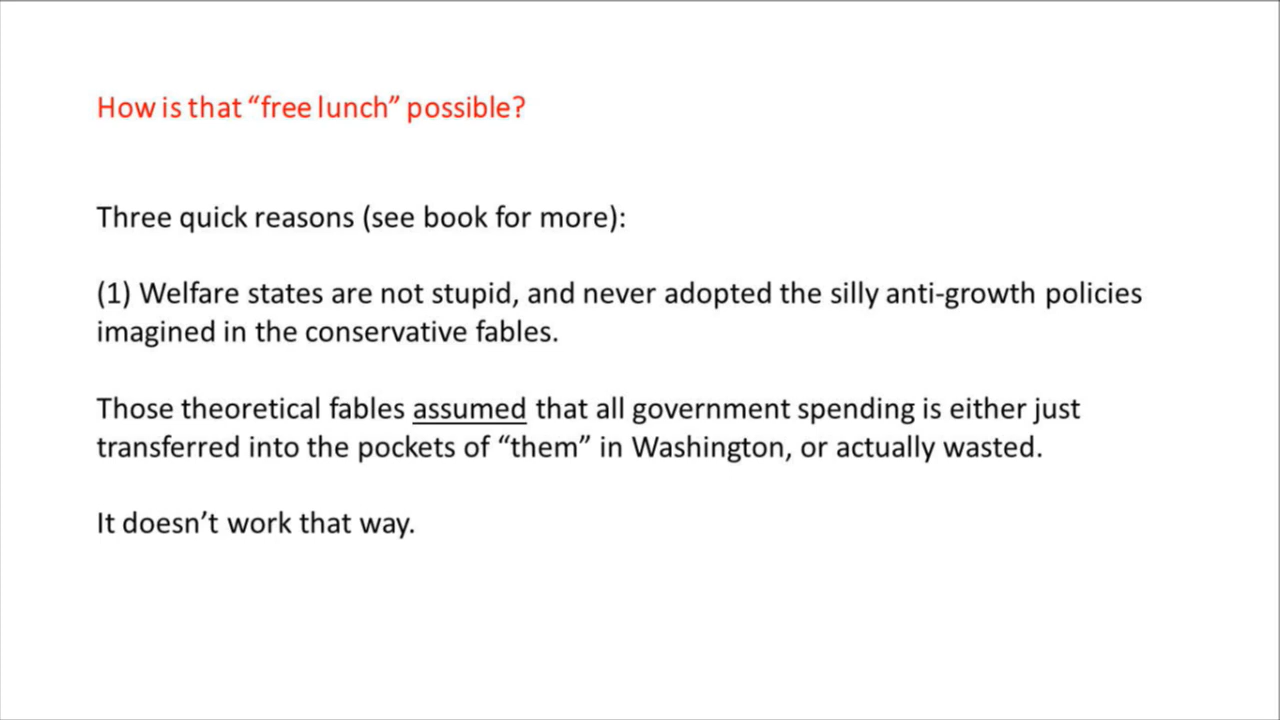 How is that “free lunch” possible?
Three quick reasons (see book for more):
(1) Welfare states are not stupid, and never adopted the silly anti-growth policies
imagined in the conservative fables.
Those theoretical fables assumed that all government spending is either just
transferred into the pockets of “them” in Washington, or actually wasted.
It doesn’t work that way.